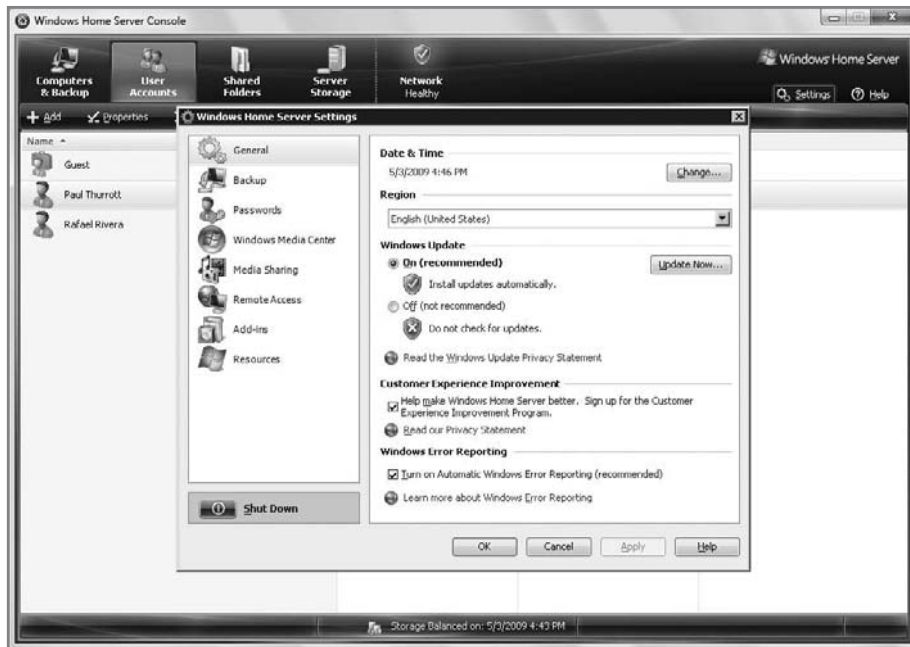 Windows Home Server Console
Computers & Backup
User Accounts
Shared Folders
Server Storage
Network Healthy
Windows Home Server
Settings
Help
Add
Properties
Windows Home Server Settings
Name
Guest
Paul Thurrott
Rafael Rivera
General
Backup
Passwords
Windows Media Center
Media Sharing
Remote Access
Add-ins
Resources
Shut Down
Date & Time
5/3/2009 4:46 PM
Change...
Region
English (United States)
Windows Update
On (recommended)
Update Now...
Install updates automatically.
Off (not recommended)
Do not check for updates.
Read the Windows Update Privacy Statement
Customer Experience Improvement
Help make Windows Home Server better. Sign up for the Customer
Experience Improvement Program.
Read our Privacy Statement
Windows Error Reporting
Turn on Automatic Windows Error Reporting (recommended)
Learn more about Windows Error Reporting
OK
Cancel
Apply
Help
Storage Balanced on: 5/3/2009 4:43 PM